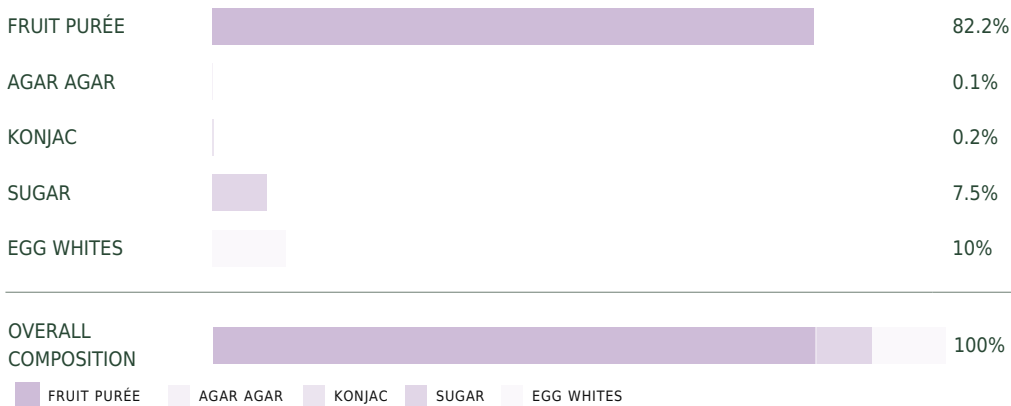 FRUIT PURÉE 82.2%
AGAR AGAR 0.1%
KONJAC 0.2%
SUGAR 7.5%
EGG WHITES 10%
OVERALL
COMPOSITION 100%
FRUIT PURÉE AGAR AGAR KONJAC SUGAR EGG WHITES